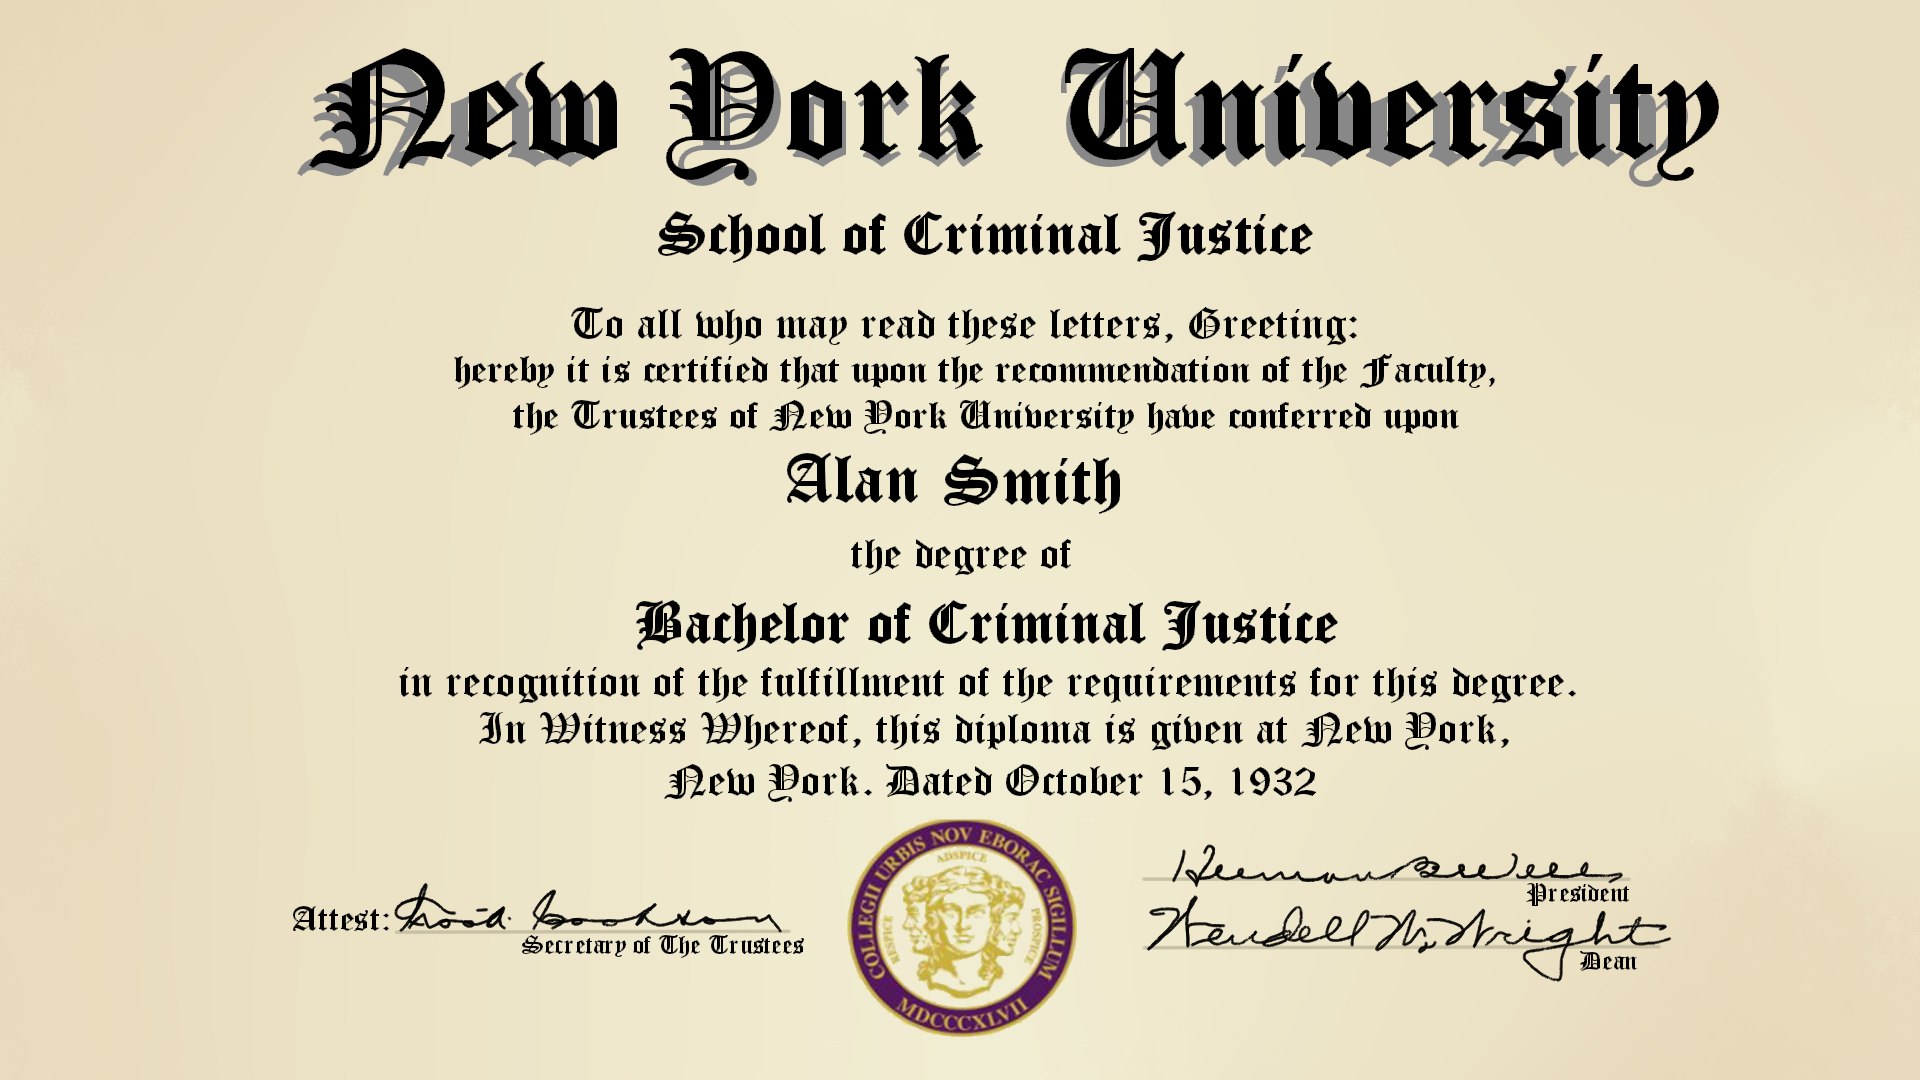 New York University
School of Criminal Justice
To all who may read these letters, Greeting:
hereby it is certified that upon the recommendation of the Faculty,
the Trustees of New York University have conferred upon
Alan Smith
the degree of
Bachelor of Criminal Justice
in recognition of the fulfillment of the requirements for this degree.
In Witness Whereof, this diploma is given at New York,
New York. Dated October 15, 1932
COLLEGII URBIS NOV EBORAC SIGILLUM
ADSPICE
RESPICE
PROSPICE
MDCCCXLVII
Attest:
Secretary of The Trustees
Herman B Wells
President
Wendell W. Wright
Dean